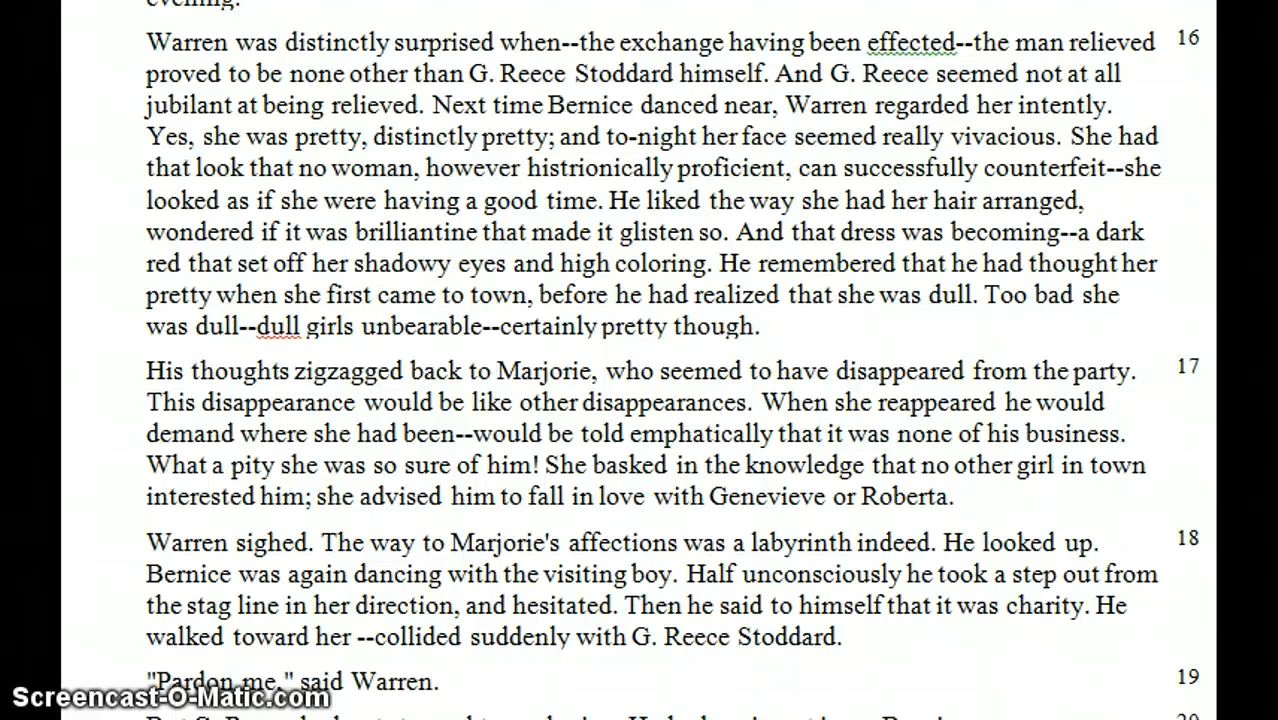 evening.
Warren was distinctly surprised when--the exchange having been effected--the man relieved 16
proved to be none other than G. Reece Stoddard himself. And G. Reece seemed not at all
jubilant at being relieved. Next time Bernice danced near, Warren regarded her intently.
Yes, she was pretty, distinctly pretty; and to-night her face seemed really vivacious. She had
that look that no woman, however histrionically proficient, can successfully counterfeit--she
looked as if she were having a good time. He liked the way she had her hair arranged,
wondered if it was brilliantine that made it glisten so. And that dress was becoming--a dark
red that set off her shadowy eyes and high coloring. He remembered that he had thought her
pretty when she first came to town, before he had realized that she was dull. Too bad she
was dull--dull girls unbearable--certainly pretty though.
His thoughts zigzagged back to Marjorie, who seemed to have disappeared from the party. 17
This disappearance would be like other disappearances. When she reappeared he would
demand where she had been--would be told emphatically that it was none of his business.
What a pity she was so sure of him! She basked in the knowledge that no other girl in town
interested him; she advised him to fall in love with Genevieve or Roberta.
Warren sighed. The way to Marjorie's affections was a labyrinth indeed. He looked up. 18
Bernice was again dancing with the visiting boy. Half unconsciously he took a step out from
the stag line in her direction, and hesitated. Then he said to himself that it was charity. He
walked toward her --collided suddenly with G. Reece Stoddard.
"Pardon me," said Warren. 19
Screencast-O-Matic.com
20